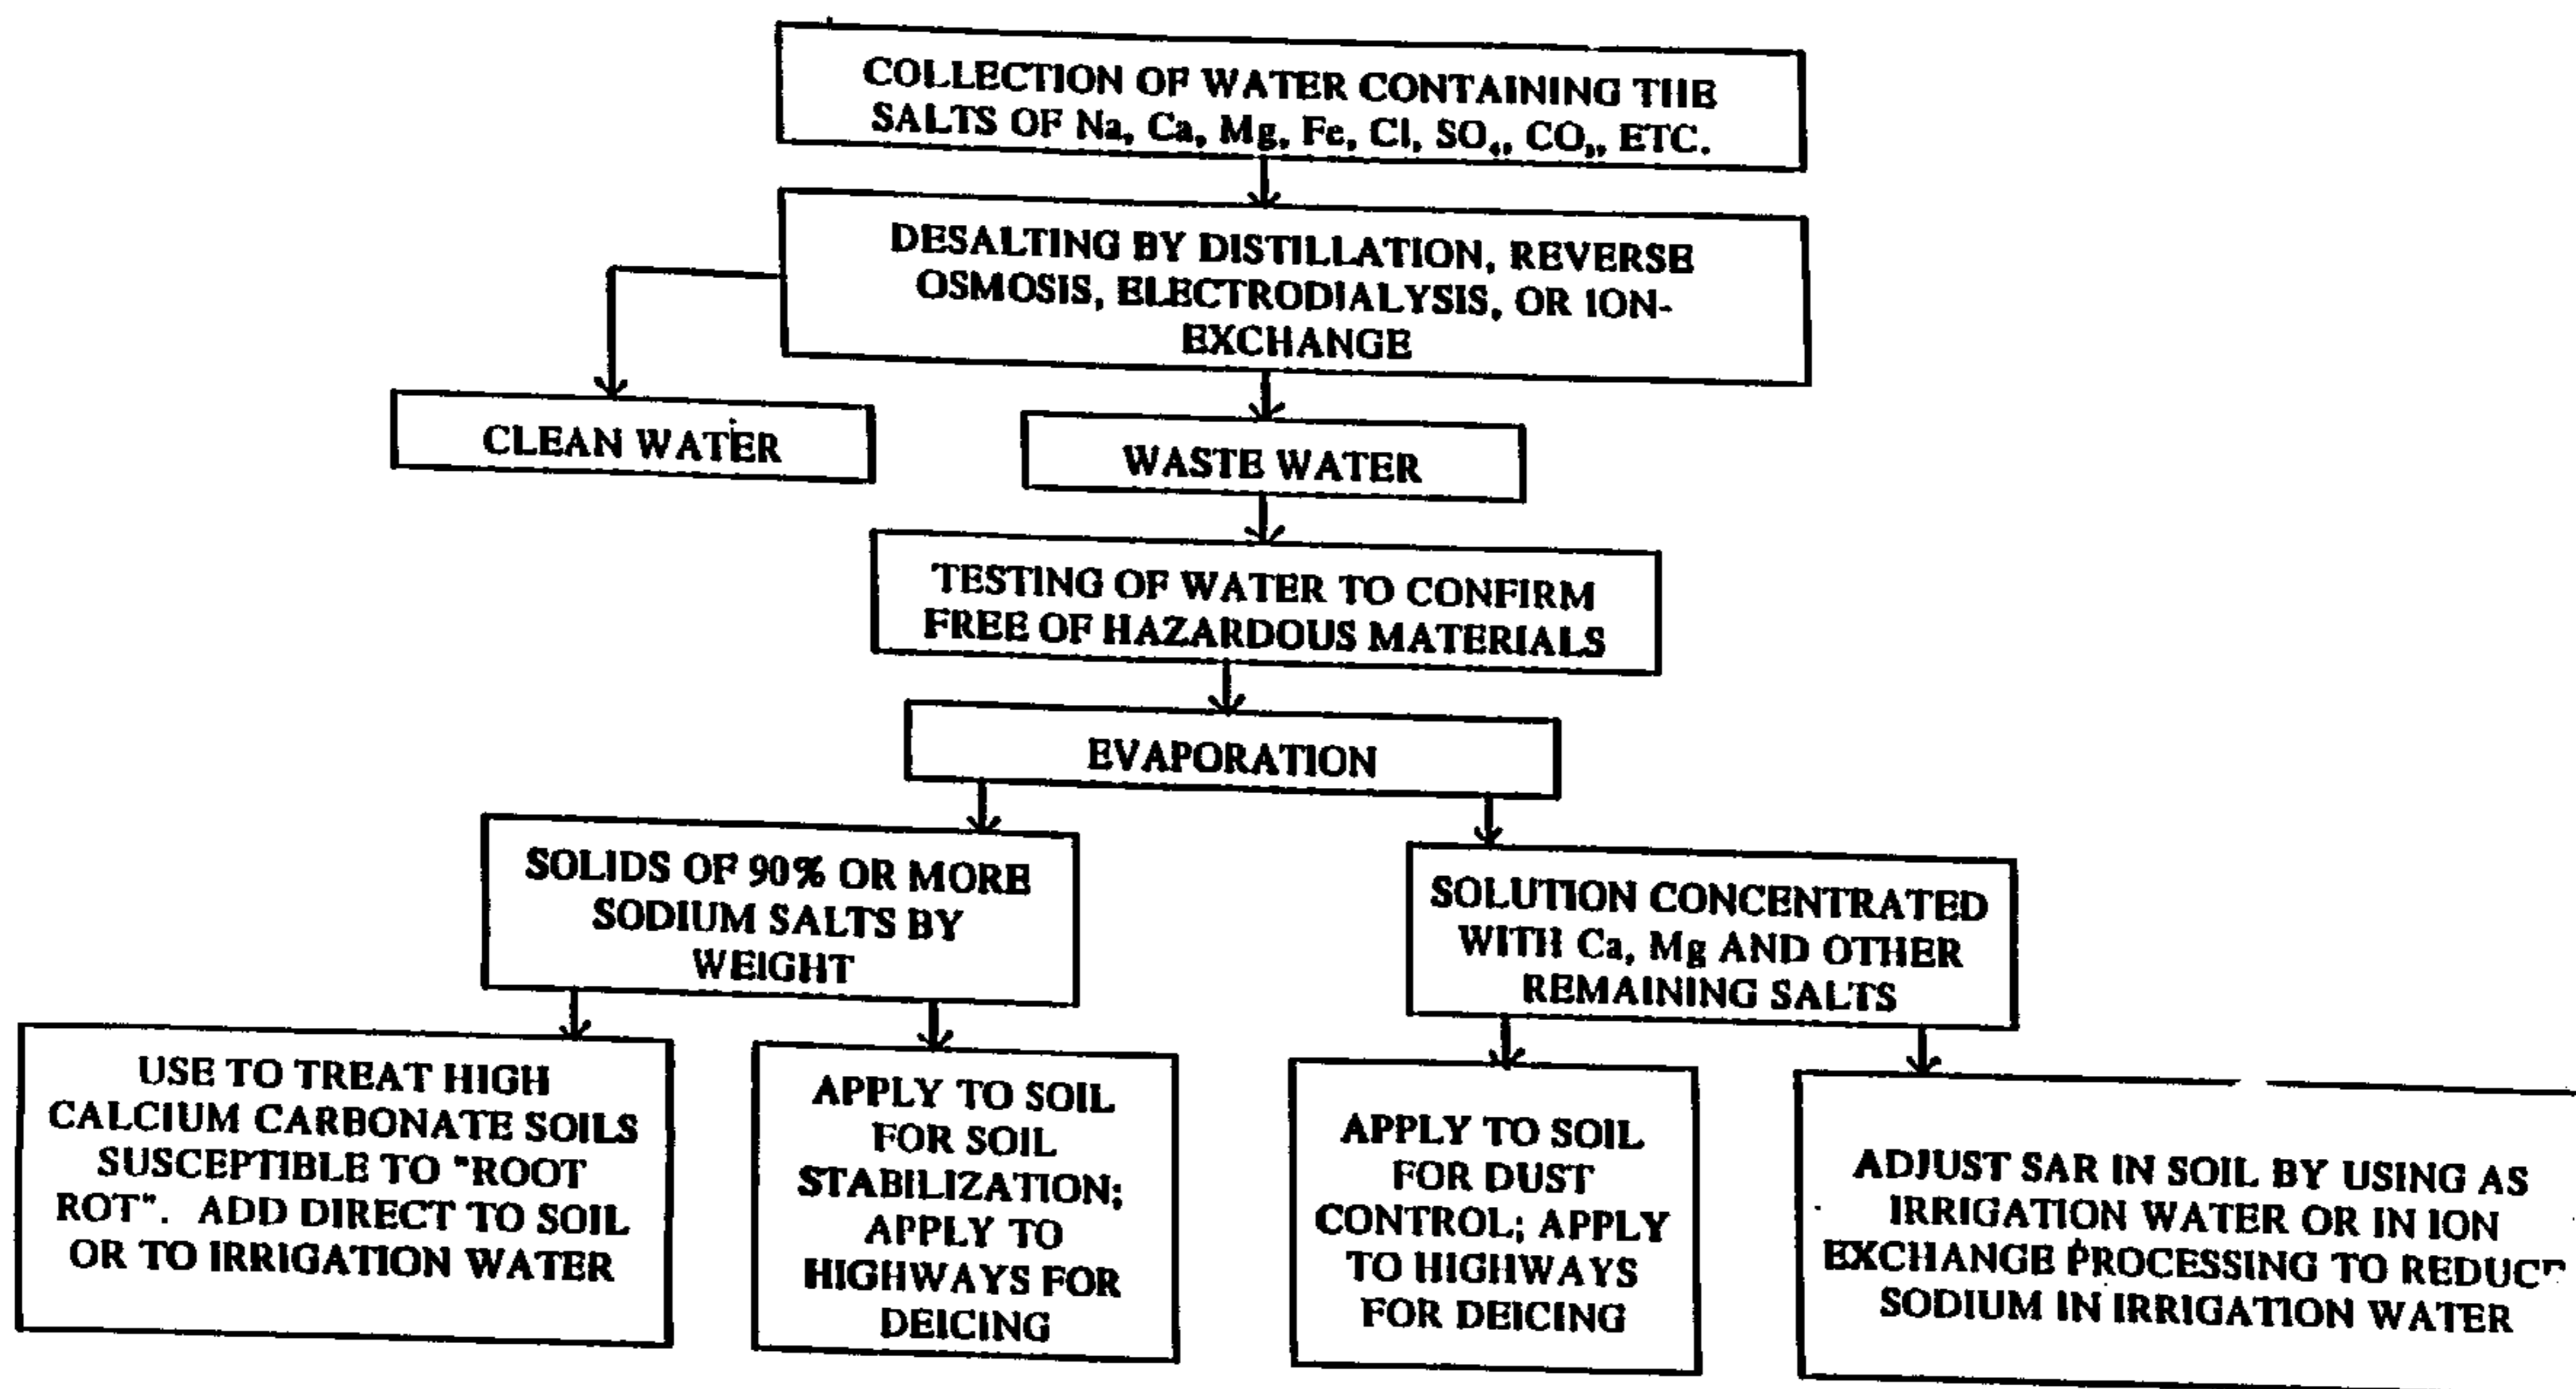 COLLECTION OF WATER CONTAINING THE
SALTS OF Na, Ca, Mg, Fe, Cl, SO₄, CO₃, ETC.
DESALTING BY DISTILLATION, REVERSE
OSMOSIS, ELECTRODIALYSIS, OR ION-
EXCHANGE
CLEAN WATER
WASTE WATER
TESTING OF WATER TO CONFIRM
FREE OF HAZARDOUS MATERIALS
EVAPORATION
SOLIDS OF 90% OR MORE
SODIUM SALTS BY
WEIGHT
SOLUTION CONCENTRATED
WITH Ca, Mg AND OTHER
REMAINING SALTS
USE TO TREAT HIGH
CALCIUM CARBONATE SOILS
SUSCEPTIBLE TO "ROOT
ROT". ADD DIRECT TO SOIL
OR TO IRRIGATION WATER
APPLY TO SOIL
FOR SOIL
STABILIZATION;
APPLY TO
HIGHWAYS FOR
DEICING
APPLY TO SOIL
FOR DUST
CONTROL; APPLY
TO HIGHWAYS
FOR DEICING
ADJUST SAR IN SOIL BY USING AS
IRRIGATION WATER OR IN ION
EXCHANGE PROCESSING TO REDUCE
SODIUM IN IRRIGATION WATER